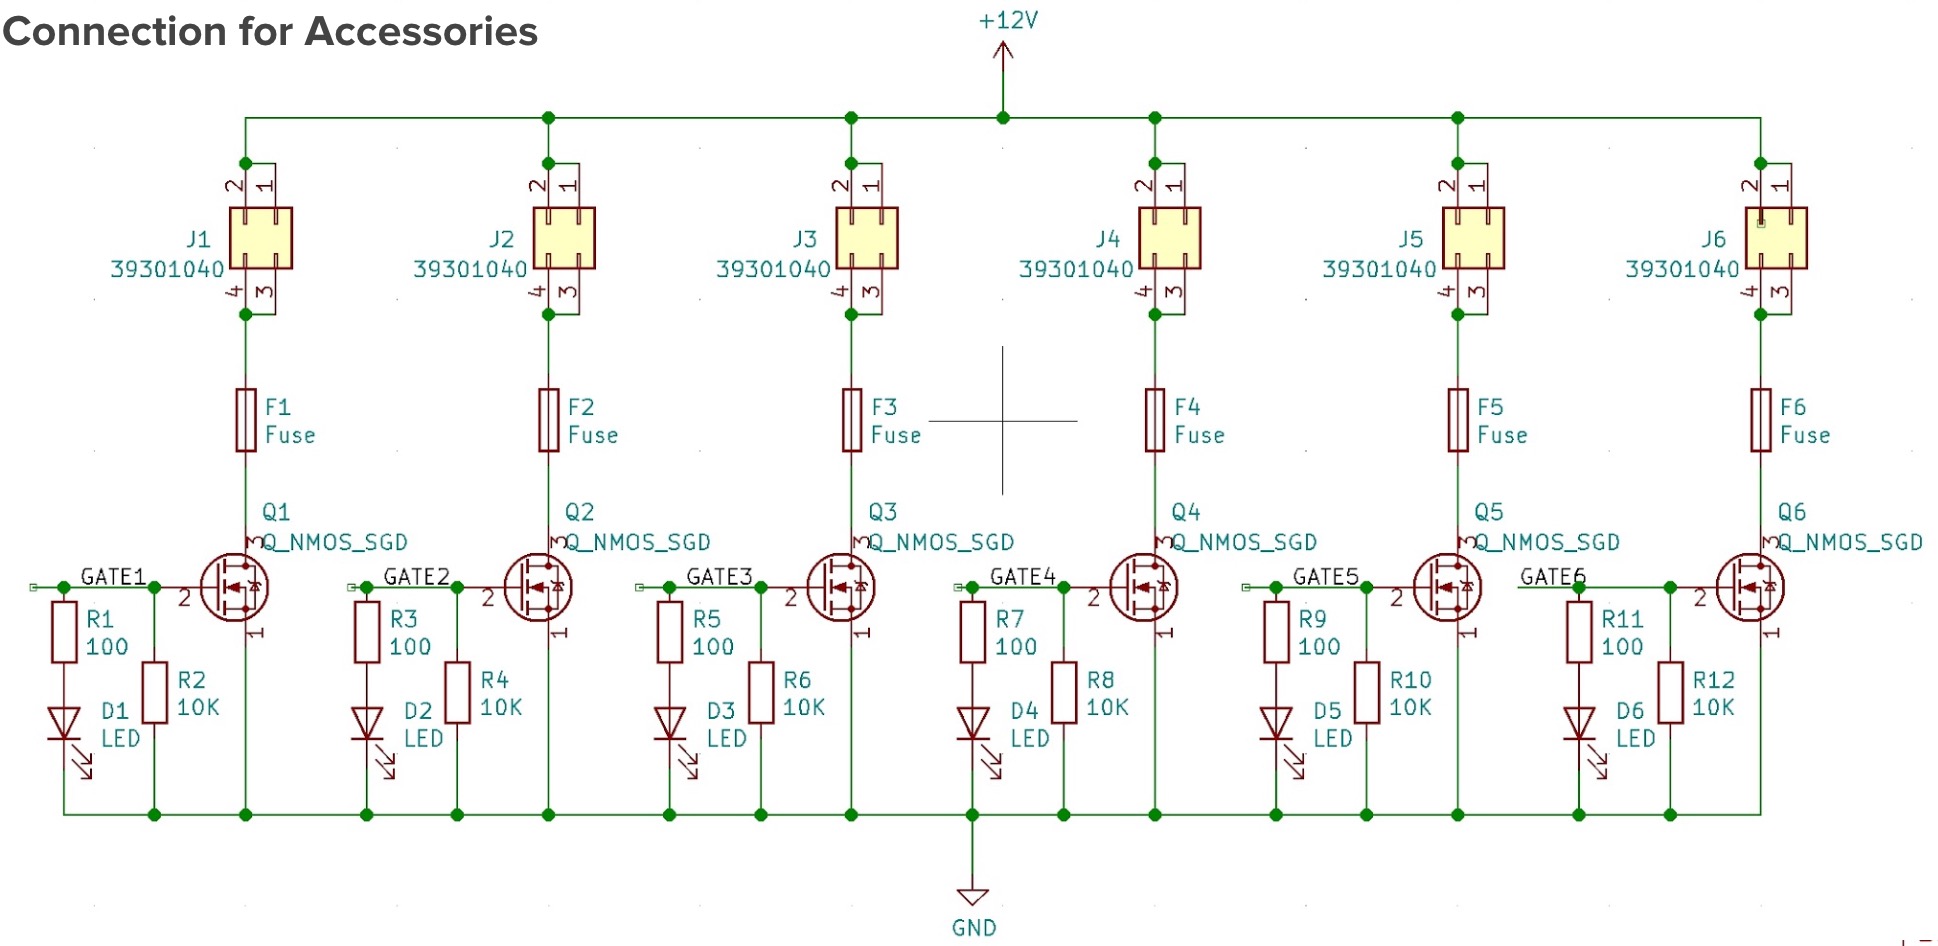 Connection for Accessories
+12V
2 1
2 1
2 1
2 1
2 1
2 1
J1
39301040
J2
39301040
J3
39301040
J4
39301040
J5
39301040
J6
39301040
4 3
4 3
4 3
4 3
4 3
4 3
F1
Fuse
F2
Fuse
F3
Fuse
F4
Fuse
F5
Fuse
F6
Fuse
Q1
3 Q_NMOS_SGD
Q2
3 Q_NMOS_SGD
Q3
3 Q_NMOS_SGD
Q4
3 Q_NMOS_SGD
Q5
3 Q_NMOS_SGD
Q6
3 Q_NMOS_SGD
GATE1
2
1
GATE2
2
1
GATE3
2
1
GATE4
2
1
GATE5
2
1
GATE6
2
1
R1
100
R3
100
R5
100
R7
100
R9
100
R11
100
R2
10K
R4
10K
R6
10K
R8
10K
R10
10K
R12
10K
D1
LED
D2
LED
D3
LED
D4
LED
D5
LED
D6
LED
GND